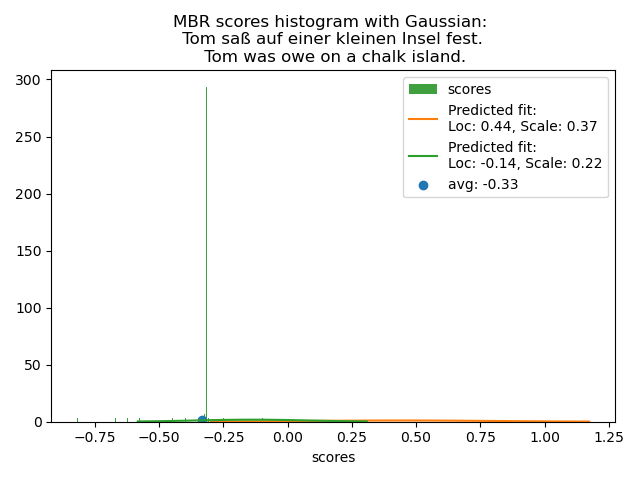 MBR scores histogram with Gaussian:
Tom saß auf einer kleinen Insel fest.
Tom was owe on a chalk island.
300
250
200
150
100
50
0
scores
Predicted fit:
Loc: 0.44, Scale: 0.37
Predicted fit:
Loc: -0.14, Scale: 0.22
avg: -0.33
−0.75 −0.50 −0.25 0.00 0.25 0.50 0.75 1.00 1.25
scores